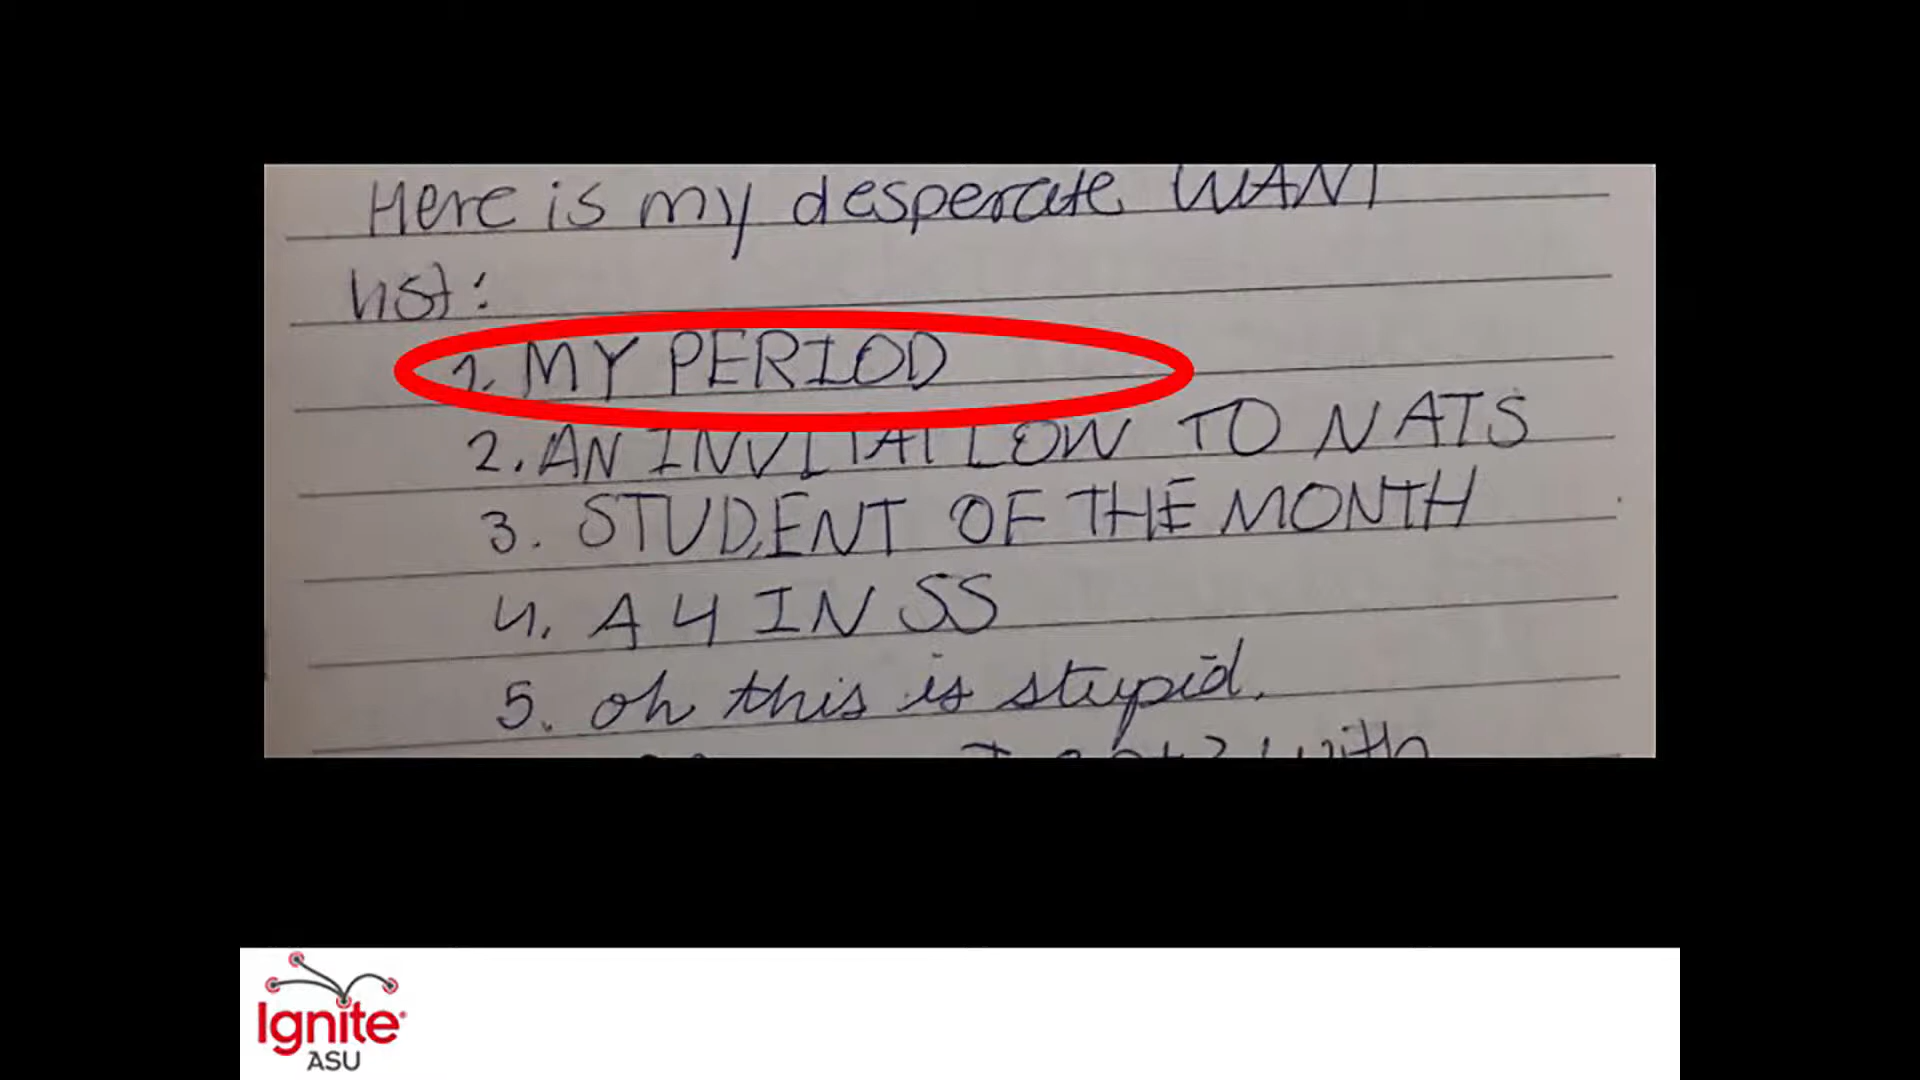 Here is my desperate WANT
list:
1. MY PERIOD
2. AN INVITATION TO NATS
3. STUDENT OF THE MONTH
4. A 4 IN SS
5. oh this is stupid.
with
Ignite
ASU